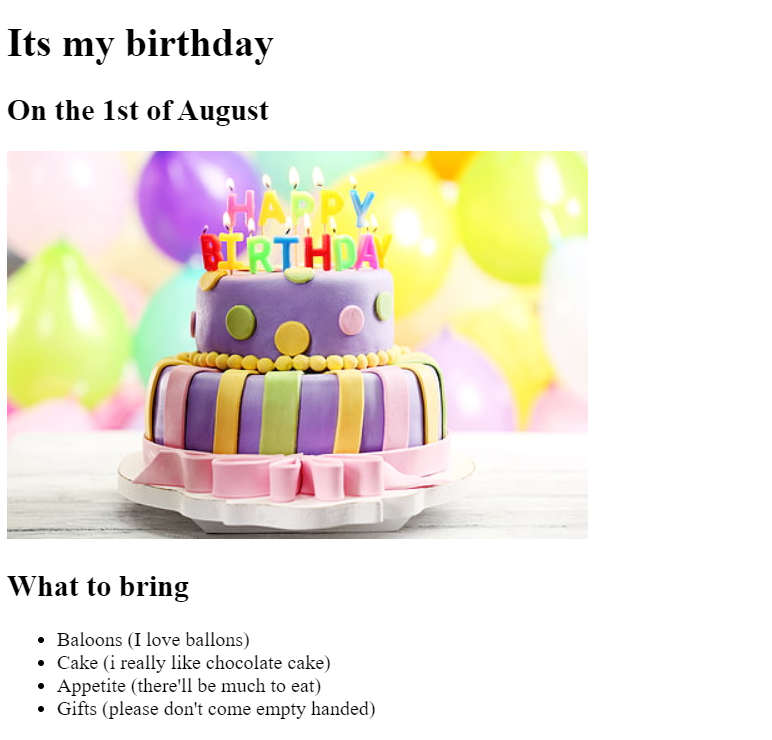 Its my birthday
On the 1st of August
HAPPY
BIRTHDAY
What to bring
Baloons (I love ballons)
Cake (i really like chocolate cake)
Appetite (there'll be much to eat)
Gifts (please don't come empty handed)